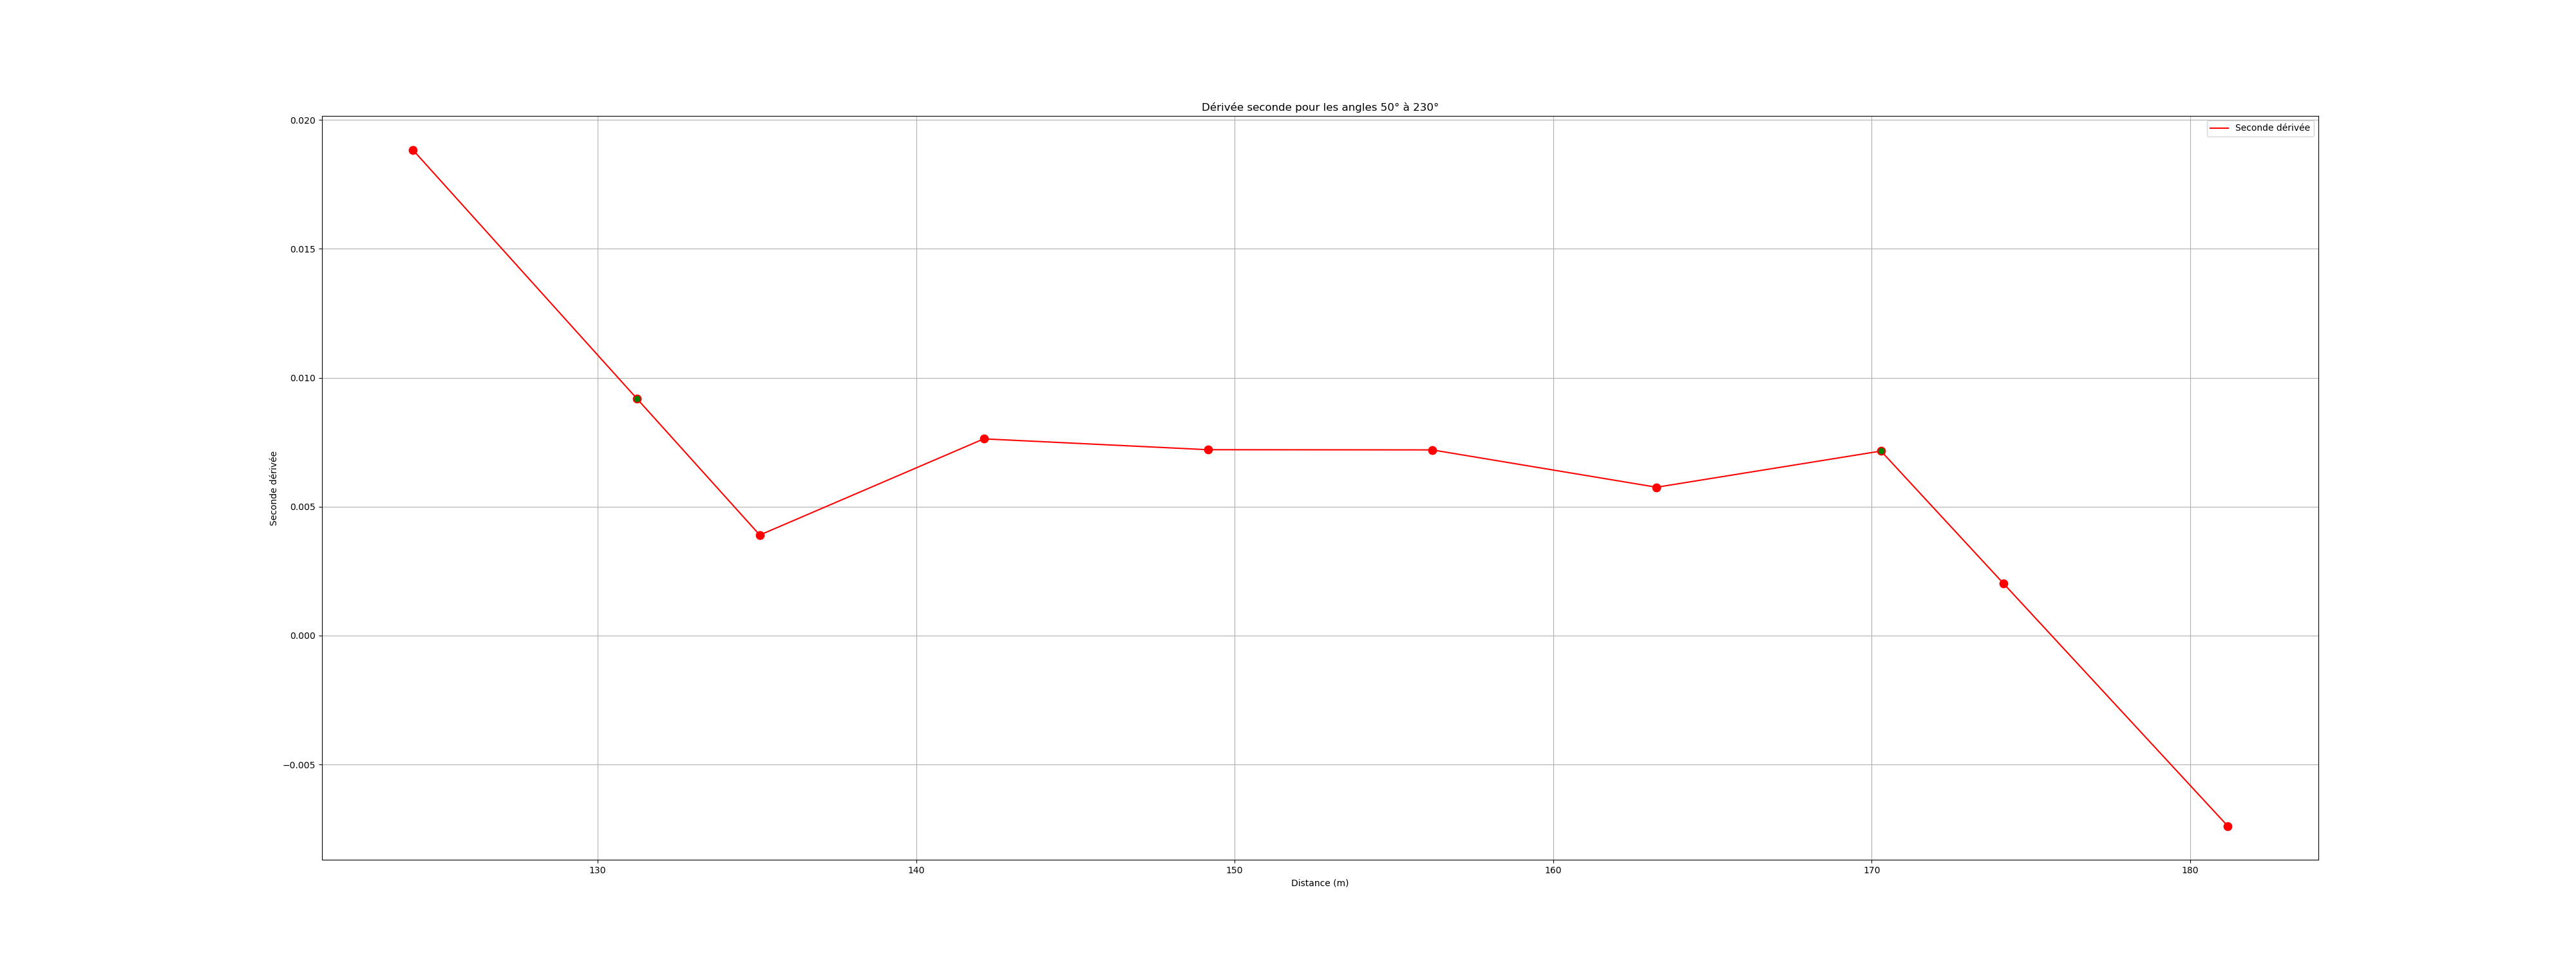 Dérivée seconde pour les angles 50° à 230°
Seconde dérivée
0.020
0.015
0.010
0.005
0.000
−0.005
Seconde dérivée
130 140 150 160 170 180
Distance (m)